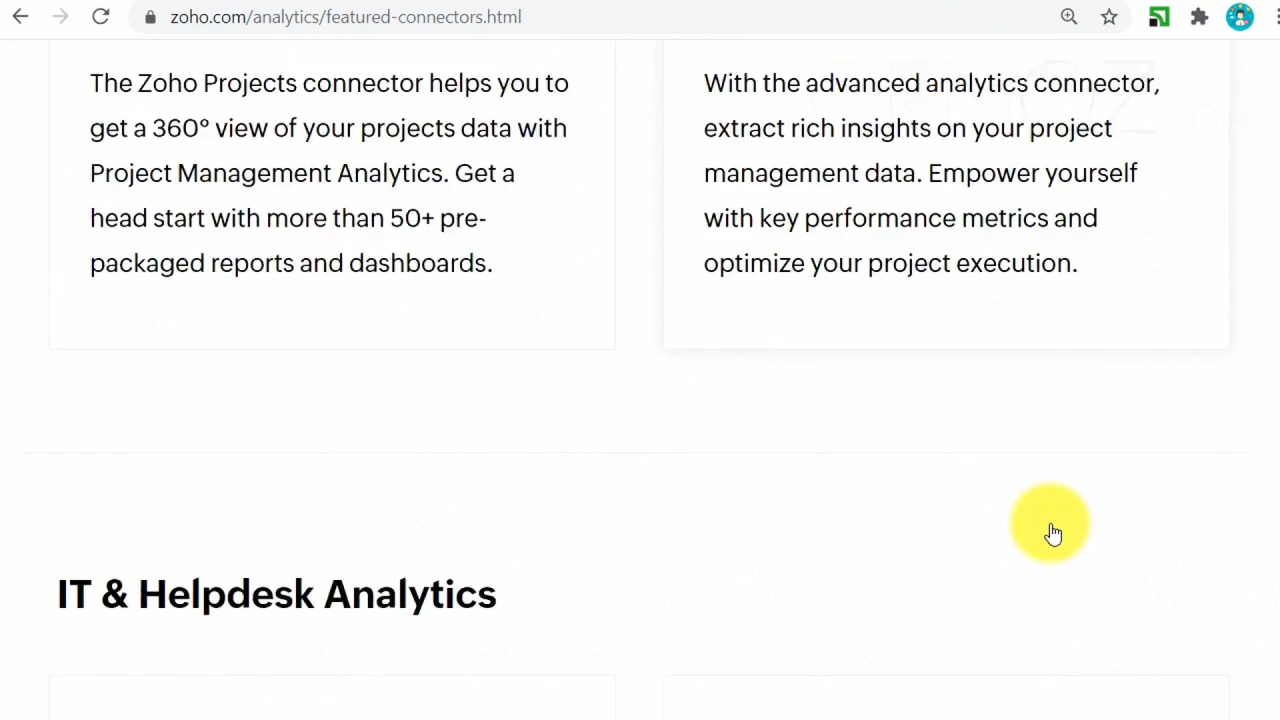 zoho.com/analytics/featured-connectors.html
The Zoho Projects connector helps you to
get a 360° view of your projects data with
Project Management Analytics. Get a
head start with more than 50+ pre-
packaged reports and dashboards.
With the advanced analytics connector,
extract rich insights on your project
management data. Empower yourself
with key performance metrics and
optimize your project execution.
IT & Helpdesk Analytics